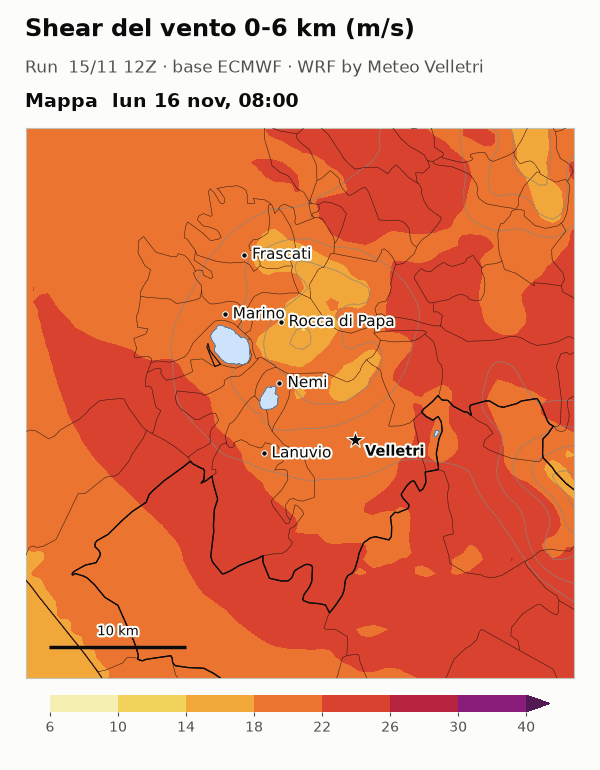 Shear del vento 0-6 km (m/s)
Run  15/11 12Z · base ECMWF · WRF by Meteo Velletri
Mappa  lun 16 nov, 08:00
Frascati
Marino
Rocca di Papa
Nemi
Velletri
Lanuvio
10 km
6 10 14 18 22 26 30 40